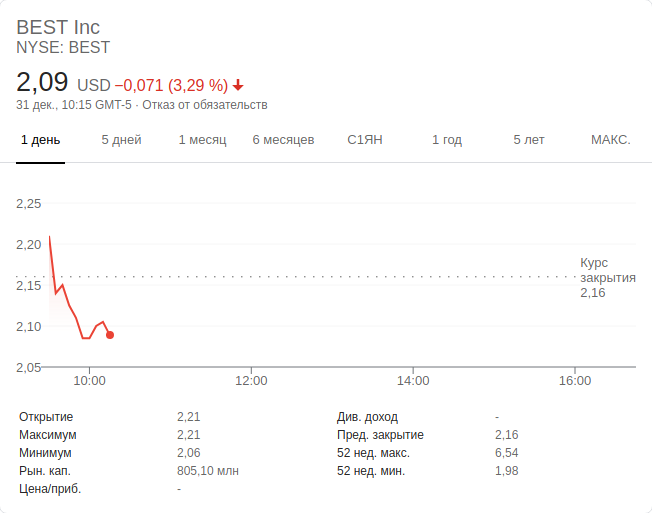 BEST Inc
NYSE: BEST
2,09 USD −0,071 (3,29 %)
31 дек., 10:15 GMT-5 · Отказ от обязательств
1 день 5 дней 1 месяц 6 месяцев С1ЯН 1 год 5 лет МАКС.
2,25
2,20
Курс закрытия 2,16
2,15
2,10
2,05
10:00 12:00 14:00 16:00
Открытие 2,21 Див. доход -
Максимум 2,21 Пред. закрытие 2,16
Минимум 2,06 52 нед. макс. 6,54
Рын. кап. 805,10 млн 52 нед. мин. 1,98
Цена/приб. -